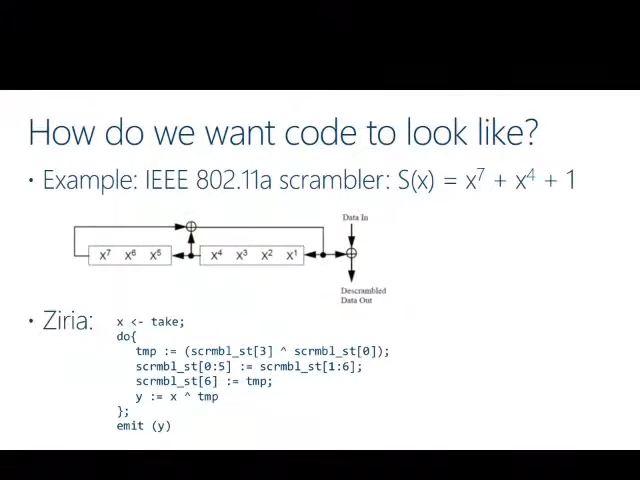 How do we want code to look like?
• Example: IEEE 802.11a scrambler: S(x) = x⁷ + x⁴ + 1
Data In
X⁷ X⁶ X⁵ X⁴ X³ X² X¹
Descrambled
Data Out
• Ziria:
x <- take;
do{
tmp := (scrmbl_st[3] ^ scrmbl_st[0]);
scrmbl_st[0:5] := scrmbl_st[1:6];
scrmbl_st[6] := tmp;
y := x ^ tmp
};
emit (y)